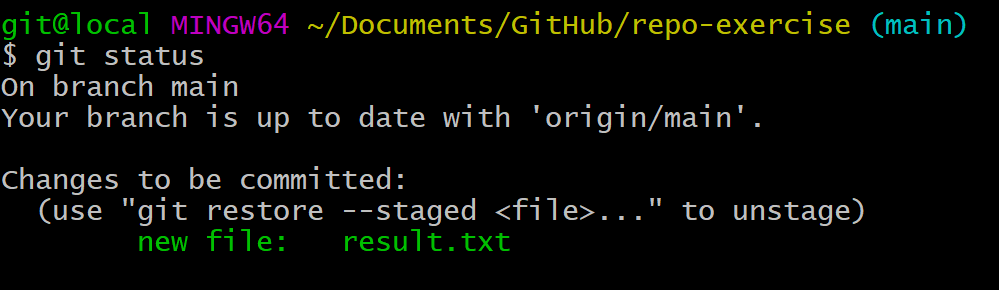 git@local MINGW64 ~/Documents/GitHub/repo-exercise (main)
$ git status
On branch main
Your branch is up to date with 'origin/main'.
Changes to be committed:
  (use "git restore --staged <file>..." to unstage)
        new file:   result.txt